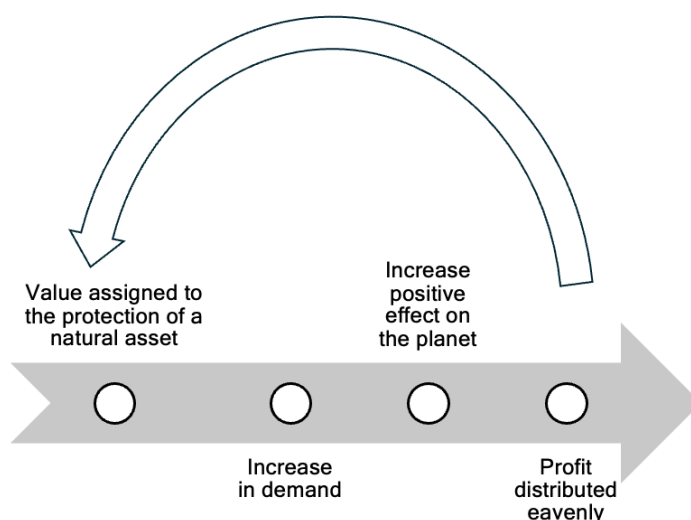 Value assigned to
the protection of a
natural asset
Increase
in demand
Increase
positive
effect on
the planet
Profit
distributed
eavenly